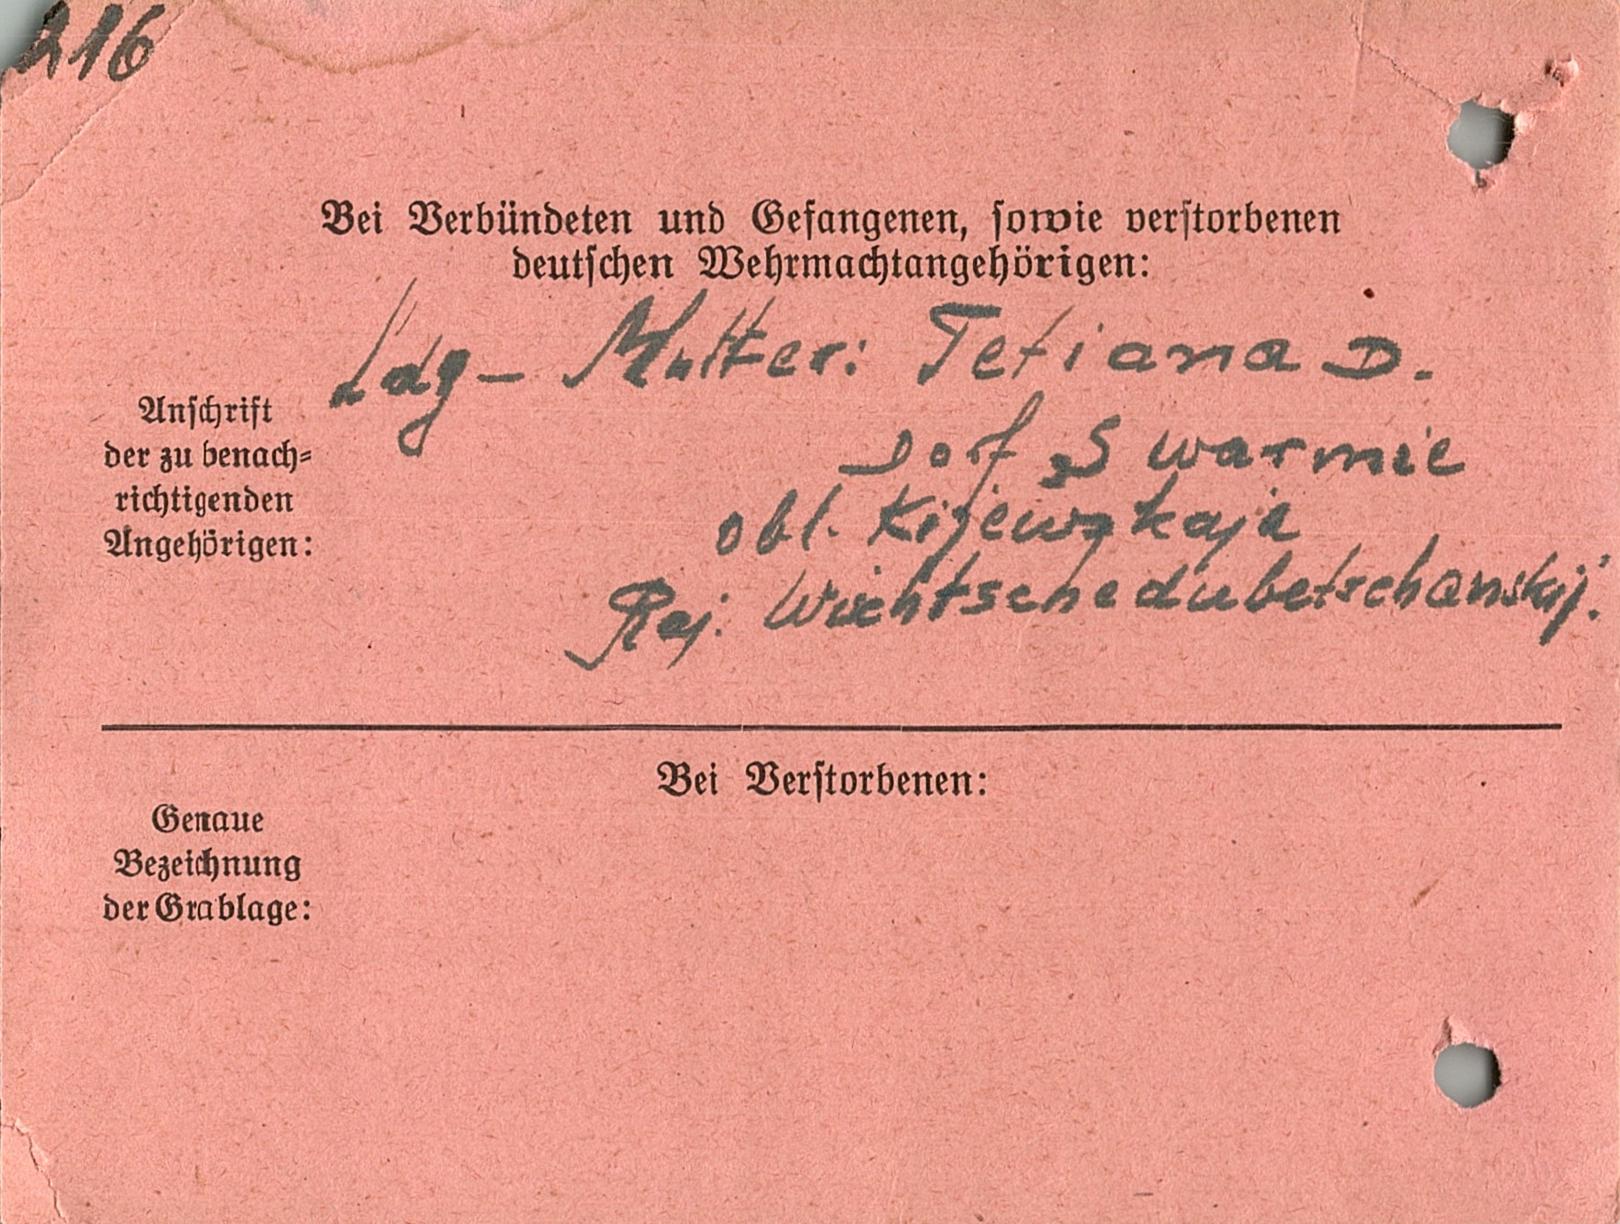 216
Bei Verbündeten und Gefangenen, sowie verstorbenen
deutschen Wehrmachtangehörigen:
Ldg – Mutter: Tetiana D.
Anschrift
der zu benach-
richtigenden
Angehörigen:
Dorf Swarmie
obl. Kijewskaja
Raj:
Bei Verstorbenen:
Genaue
Bezeichnung
der Grablage: